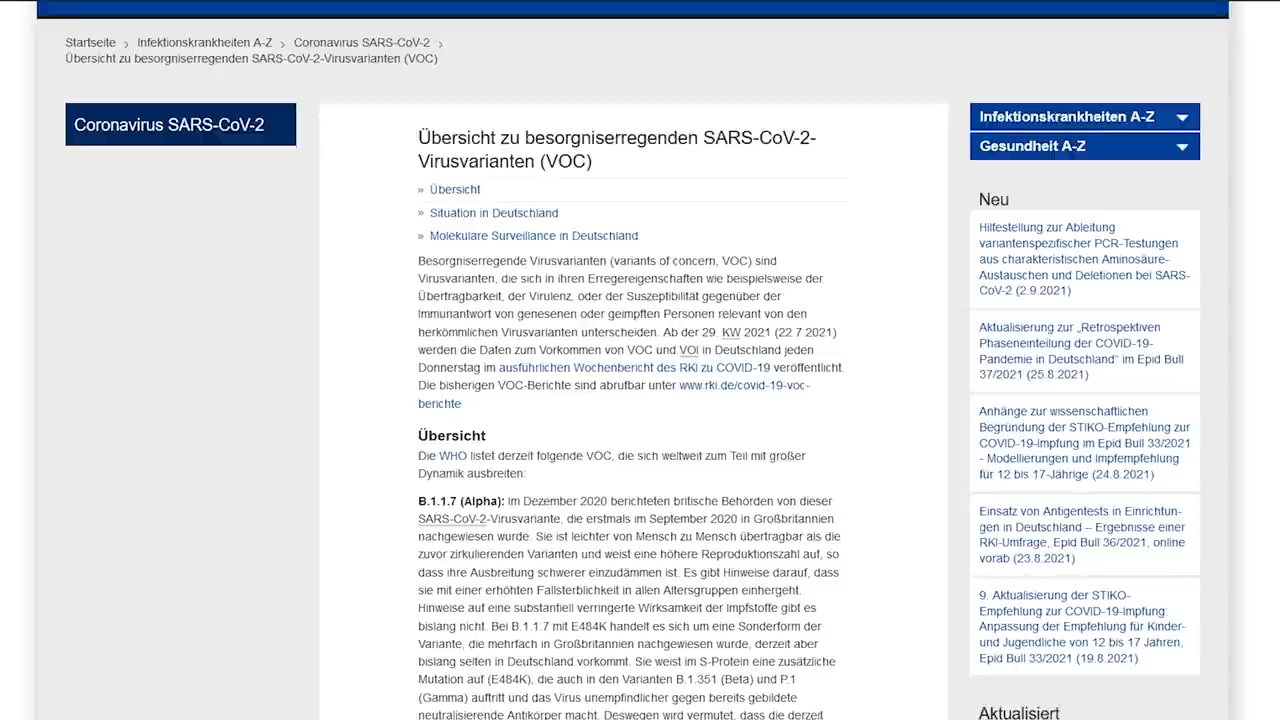 Startseite › Infektionskrankheiten A-Z › Coronavirus SARS-CoV-2 ›
Übersicht zu besorgniserregenden SARS-CoV-2-Virusvarianten (VOC)
Coronavirus SARS-CoV-2
Übersicht zu besorgniserregenden SARS-CoV-2-
Virusvarianten (VOC)
» Übersicht
» Situation in Deutschland
» Molekulare Surveillance in Deutschland
Besorgniserregende Virusvarianten (variants of concern, VOC) sind
Virusvarianten, die sich in ihren Erregereigenschaften wie beispielsweise der
Übertragbarkeit, der Virulenz, oder der Suszeptibilität gegenüber der
Immunantwort von genesenen oder geimpften Personen relevant von den
herkömmlichen Virusvarianten unterscheiden. Ab der 29. KW 2021 (22.7.2021)
werden die Daten zum Vorkommen von VOC und VOI in Deutschland jeden
Donnerstag im ausführlichen Wochenbericht des RKI zu COVID-19 veröffentlicht.
Die bisherigen VOC-Berichte sind abrufbar unter www.rki.de/covid-19-voc-
berichte
Übersicht
Die WHO listet derzeit folgende VOC, die sich weltweit zum Teil mit großer
Dynamik ausbreiten:
B.1.1.7 (Alpha): Im Dezember 2020 berichteten britische Behörden von dieser
SARS-CoV-2-Virusvariante, die erstmals im September 2020 in Großbritannien
nachgewiesen wurde. Sie ist leichter von Mensch zu Mensch übertragbar als die
zuvor zirkulierenden Varianten und weist eine höhere Reproduktionszahl auf, so
dass ihre Ausbreitung schwerer einzudämmen ist. Es gibt Hinweise darauf, dass
sie mit einer erhöhten Fallsterblichkeit in allen Altersgruppen einhergeht.
Hinweise auf eine substantiell verringerte Wirksamkeit der Impfstoffe gibt es
bislang nicht. Bei B.1.1.7 mit E484K handelt es sich um eine Sonderform der
Variante, die mehrfach in Großbritannien nachgewiesen wurde, derzeit aber
bislang selten in Deutschland vorkommt. Sie weist im S-Protein eine zusätzliche
Mutation auf (E484K), die auch in den Varianten B.1.351 (Beta) und P.1
(Gamma) auftritt und das Virus unempfindlicher gegen bereits gebildete
neutralisierende Antikörper macht. Deswegen wird vermutet, dass die derzeit
Infektionskrankheiten A-Z
Gesundheit A-Z
Neu
Hilfestellung zur Ableitung
variantenspezifischer PCR-Testungen
aus charakteristischen Aminosäure-
Austauschen und Deletionen bei SARS-
CoV-2 (2.9.2021)
Aktualisierung zur „Retrospektiven
Phaseneinteilung der COVID-19-
Pandemie in Deutschland“ im Epid Bull
37/2021 (25.8.2021)
Anhänge zur wissenschaftlichen
Begründung der STIKO-Empfehlung zur
COVID-19-Impfung im Epid Bull 33/2021
- Modellierungen und Impfempfehlung
für 12 bis 17-Jährige (24.8.2021)
Einsatz von Antigentests in Einrichtun-
gen in Deutschland – Ergebnisse einer
RKI-Umfrage, Epid Bull 36/2021, online
vorab (23.8.2021)
9. Aktualisierung der STIKO-
Empfehlung zur COVID-19-Impfung:
Anpassung der Empfehlung für Kinder-
und Jugendliche von 12 bis 17 Jahren,
Epid Bull 33/2021 (19.8.2021)
Aktualisiert